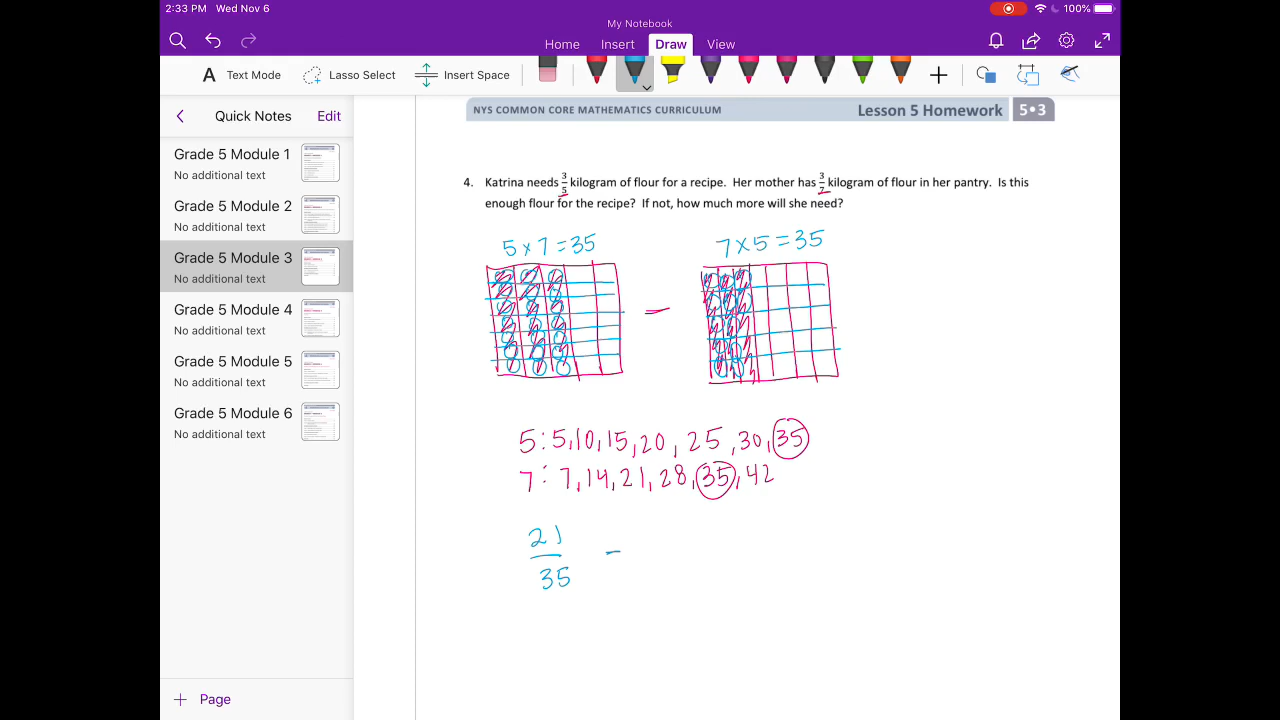 2:33 PM Wed Nov 6
100%
My Notebook
Home Insert Draw View
A Text Mode Lasso Select Insert Space
Quick Notes Edit
Grade 5 Module 1
No additional text
Grade 5 Module 2
No additional text
Grade 5 Module 3
No additional text
Grade 5 Module 4
No additional text
Grade 5 Module 5
No additional text
Grade 5 Module 6
No additional text
+ Page
NYS COMMON CORE MATHEMATICS CURRICULUM Lesson 5 Homework 5•3
4. Katrina needs 3/5 kilogram of flour for a recipe. Her mother has 3/7 kilogram of flour in her pantry. Is this
enough flour for the recipe? If not, how much more will she need?
5 x 7 = 35 7 x 5 = 35
−
5: 5, 10, 15, 20, 25, 30, 35
7: 7, 14, 21, 28, 35, 42
21/35 −